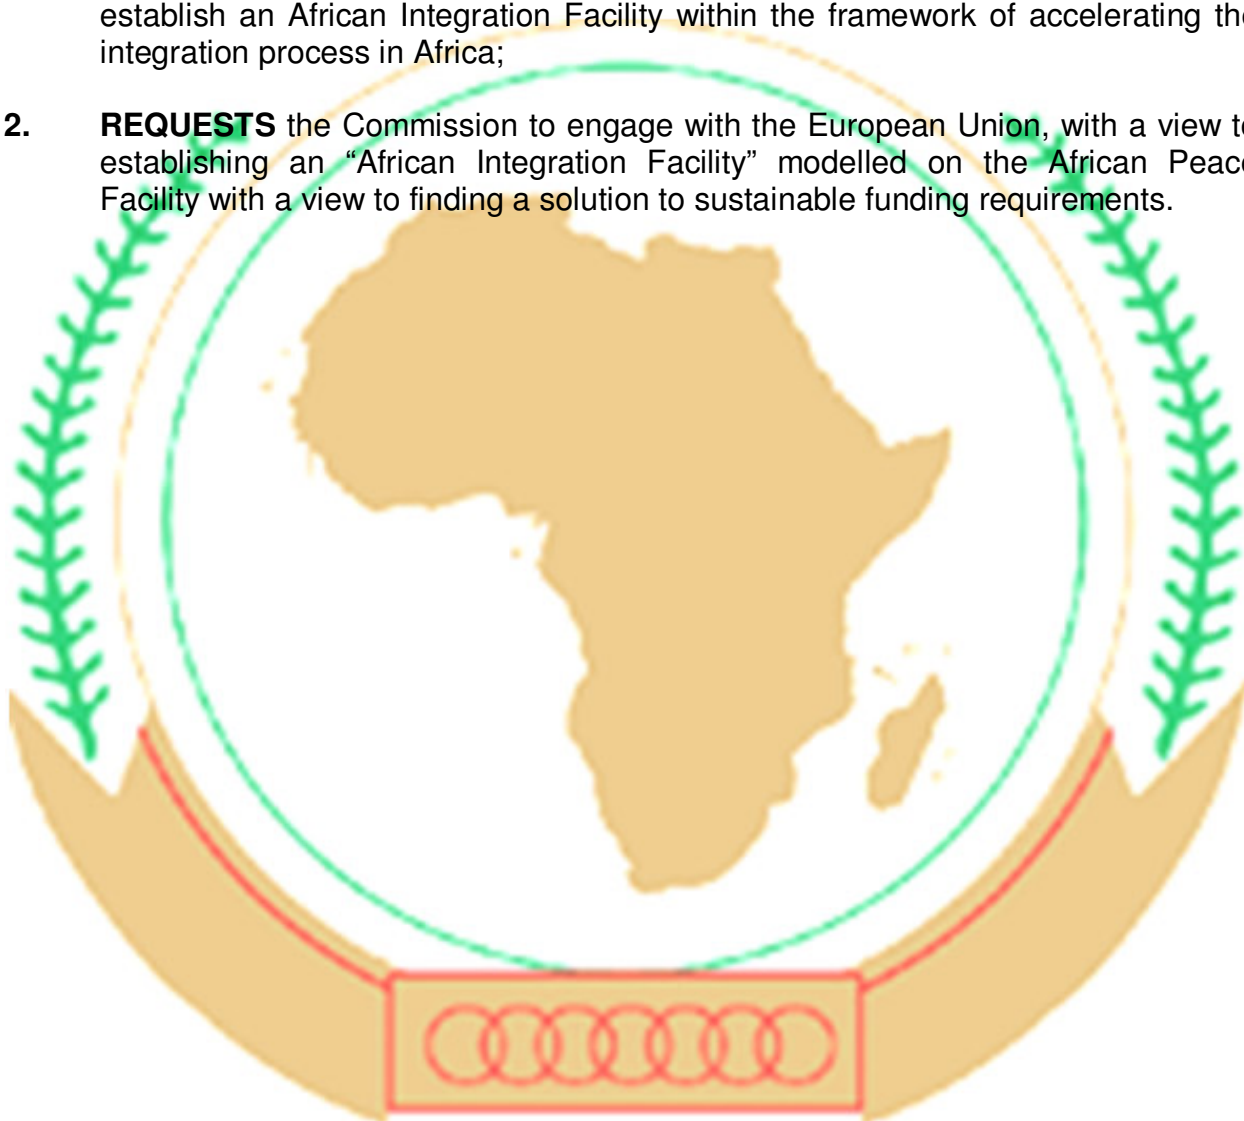 establish an African Integration Facility within the framework of accelerating the
integration process in Africa;
2. REQUESTS the Commission to engage with the European Union, with a view to
establishing an “African Integration Facility” modelled on the African Peace
Facility with a view to finding a solution to sustainable funding requirements.